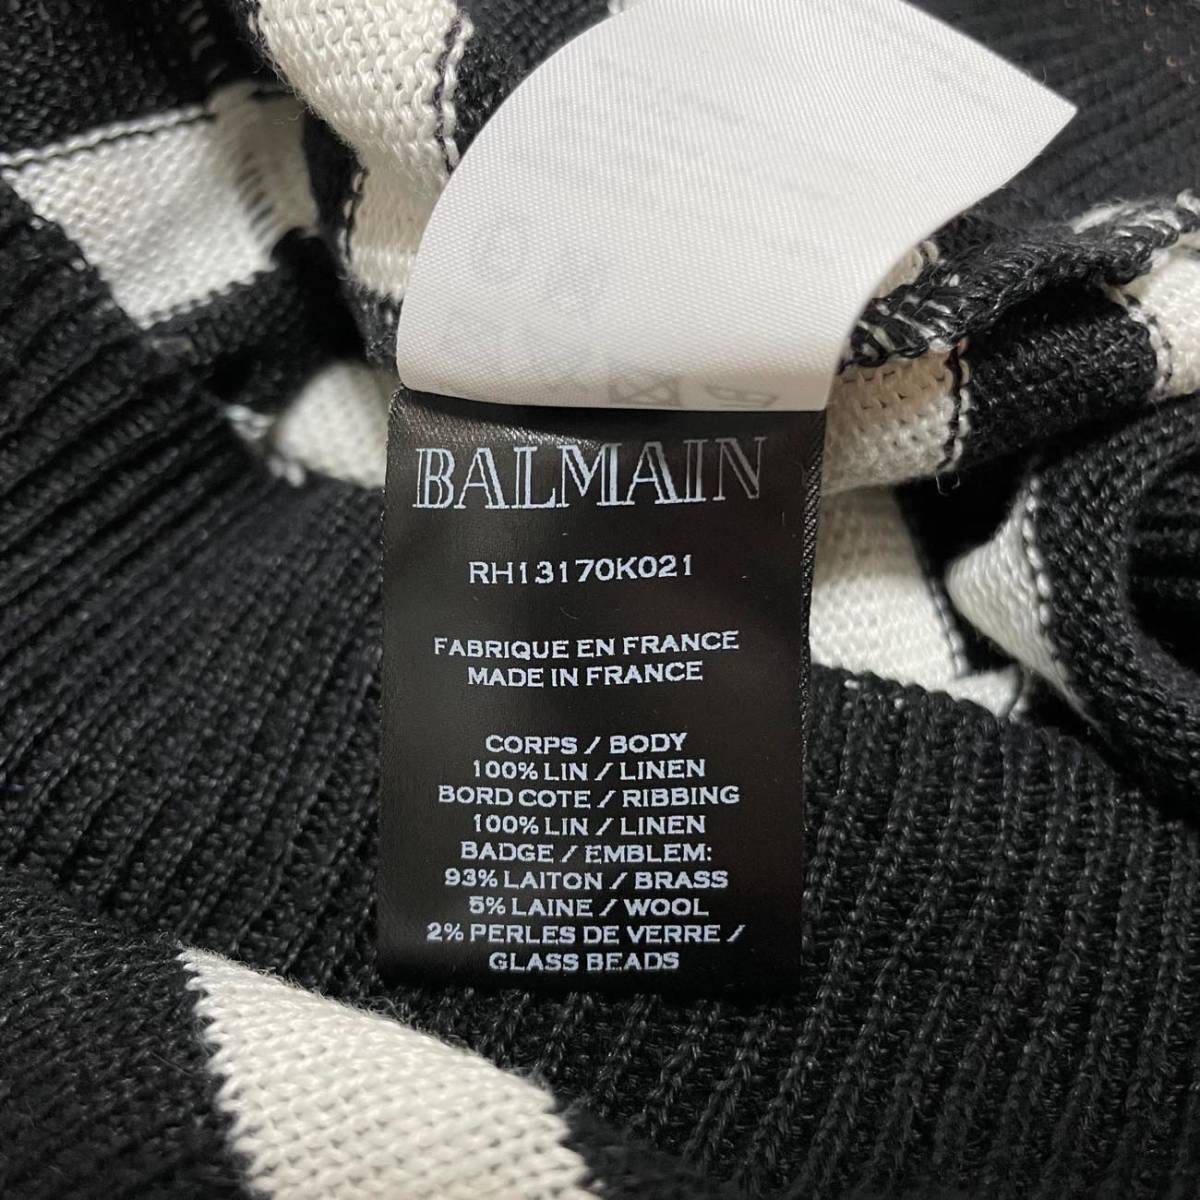 BALMAIN
RH13170K021
FABRIQUE EN FRANCE
MADE IN FRANCE
CORPS / BODY
100% LIN / LINEN
BORD COTE / RIBBING
100% LIN / LINEN
BADGE / EMBLEM:
93% LAITON / BRASS
5% LAINE / WOOL
2% PERLES DE VERRE /
GLASS BEADS